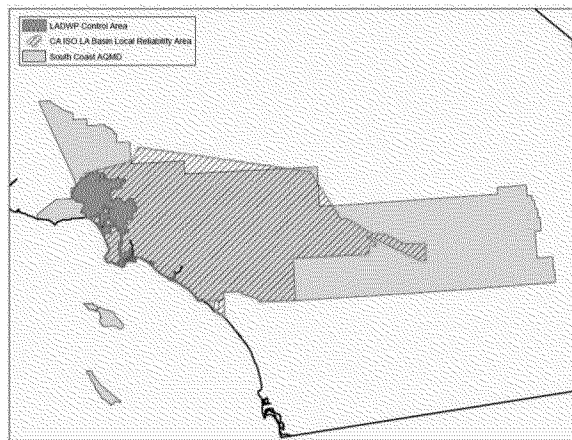 LADWP Control Area
CA ISO LA Basin Local Reliability Area
South Coast AQMD